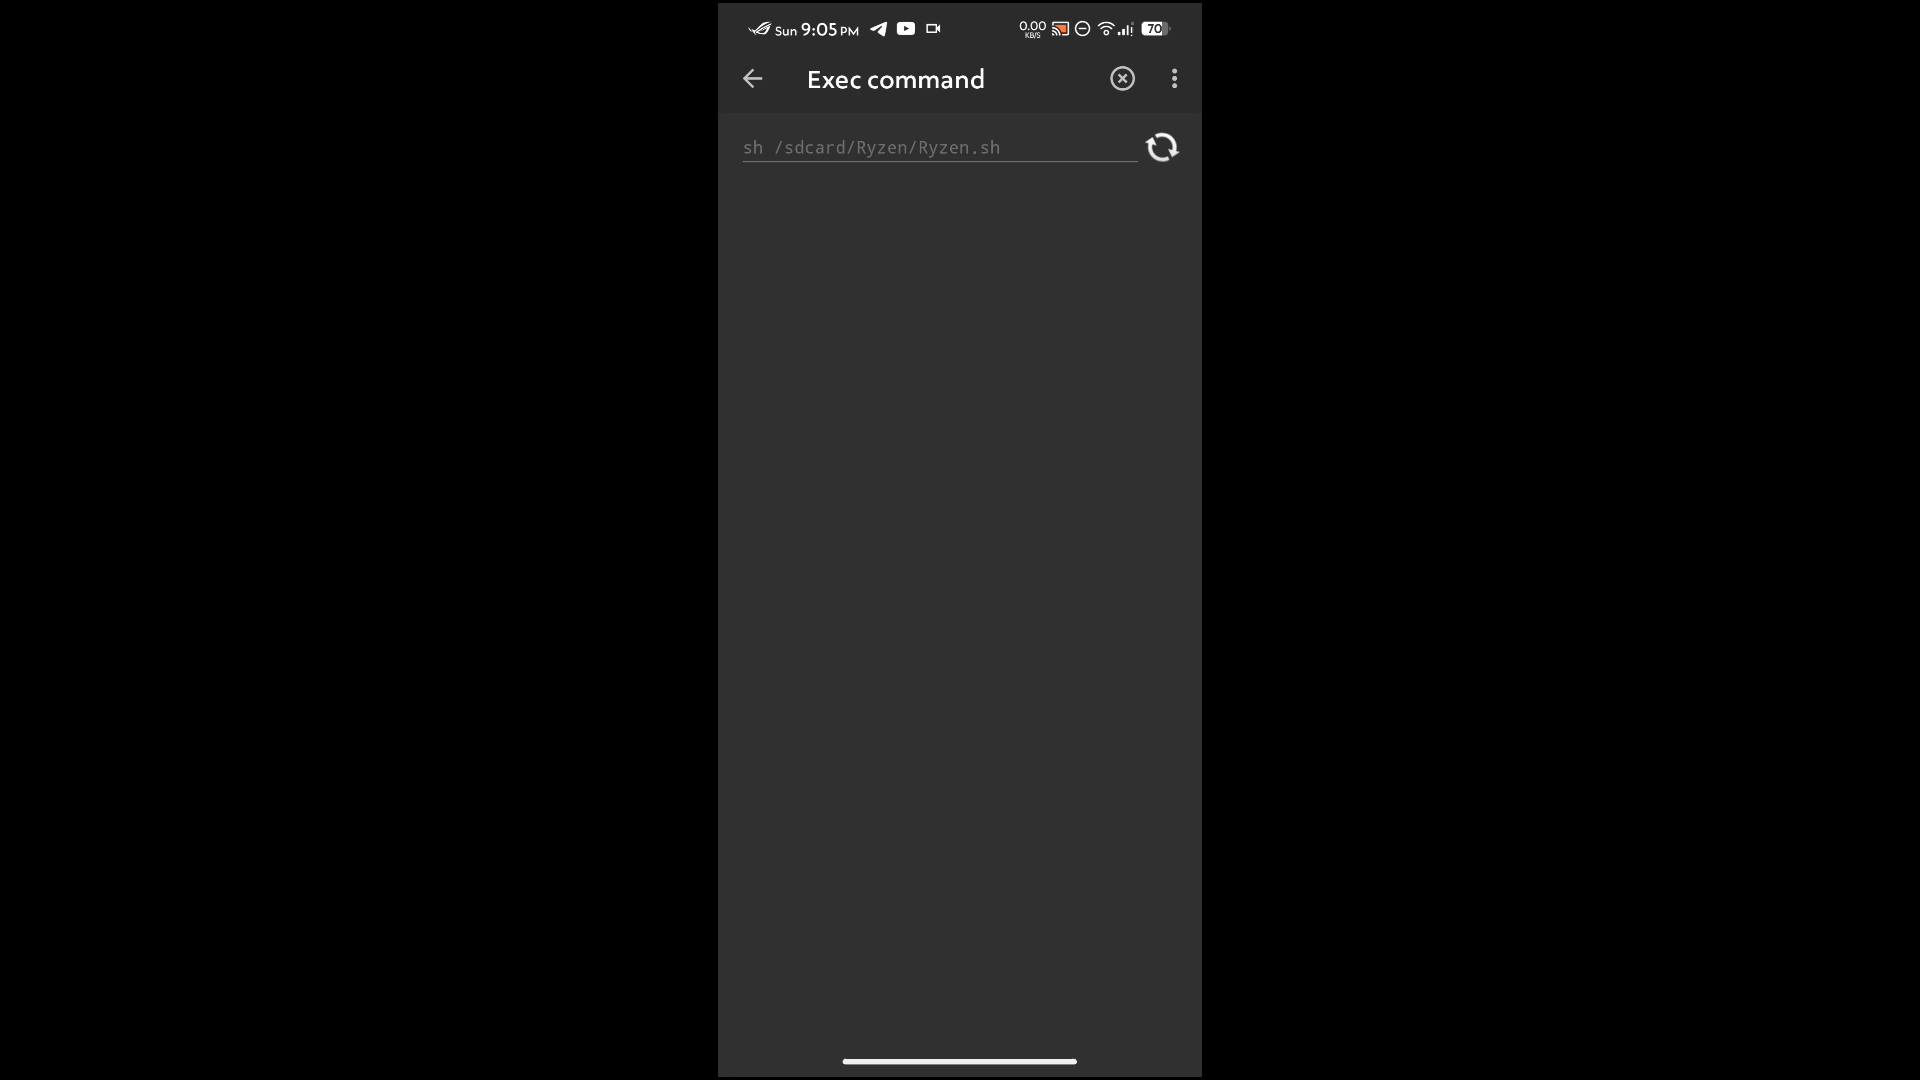 Sun 9:05 PM
0.00
KB/S
70
Exec command
sh /sdcard/Ryzen/Ryzen.sh